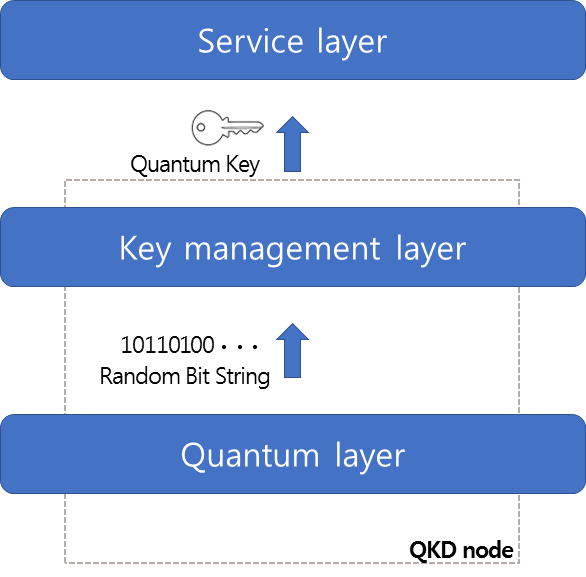 Service layer
Quantum Key
Key management layer
10110100 · · ·
Random Bit String
Quantum layer
QKD node